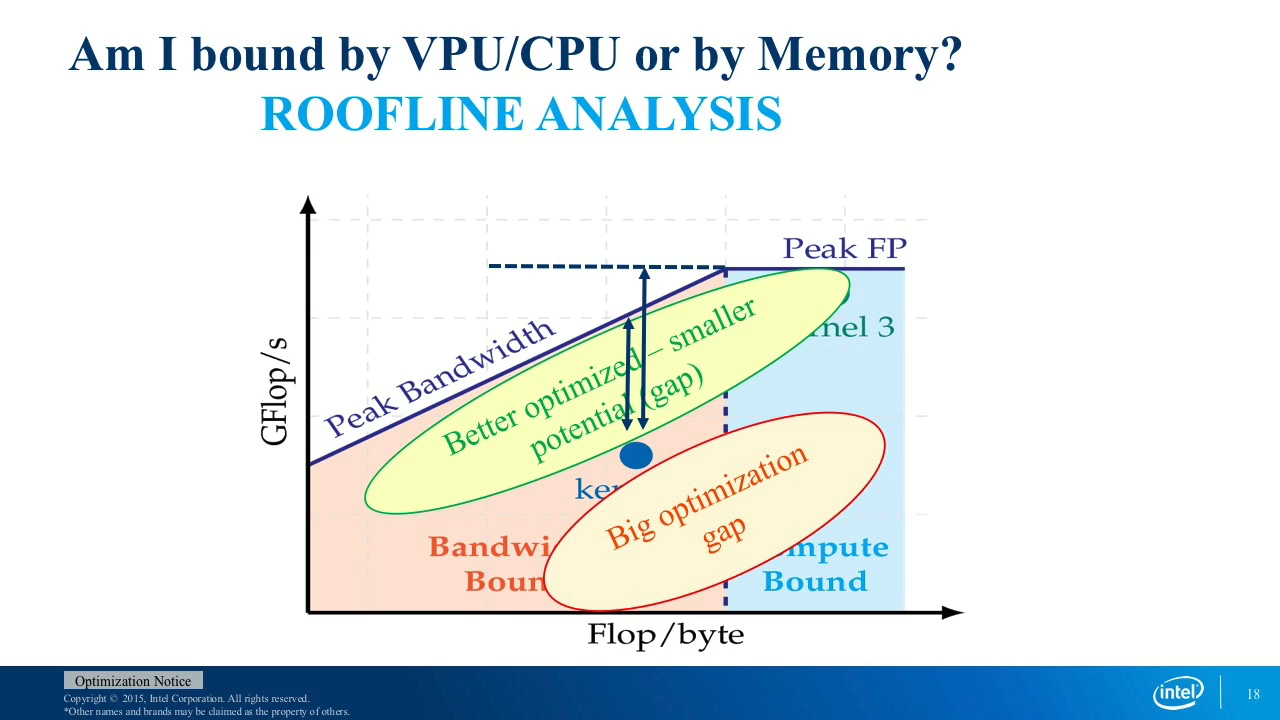 Am I bound by VPU/CPU or by Memory?
ROOFLINE ANALYSIS
Peak FP
Peak Bandwidth
GFlop/s
Better optimized – smaller
potential (gap)
nel 3
ke
Big optimization
gap
Bandwi
Boun
mpute
Bound
Flop/byte
Optimization Notice
Copyright © 2015, Intel Corporation. All rights reserved.
*Other names and brands may be claimed as the property of others.
intel
18